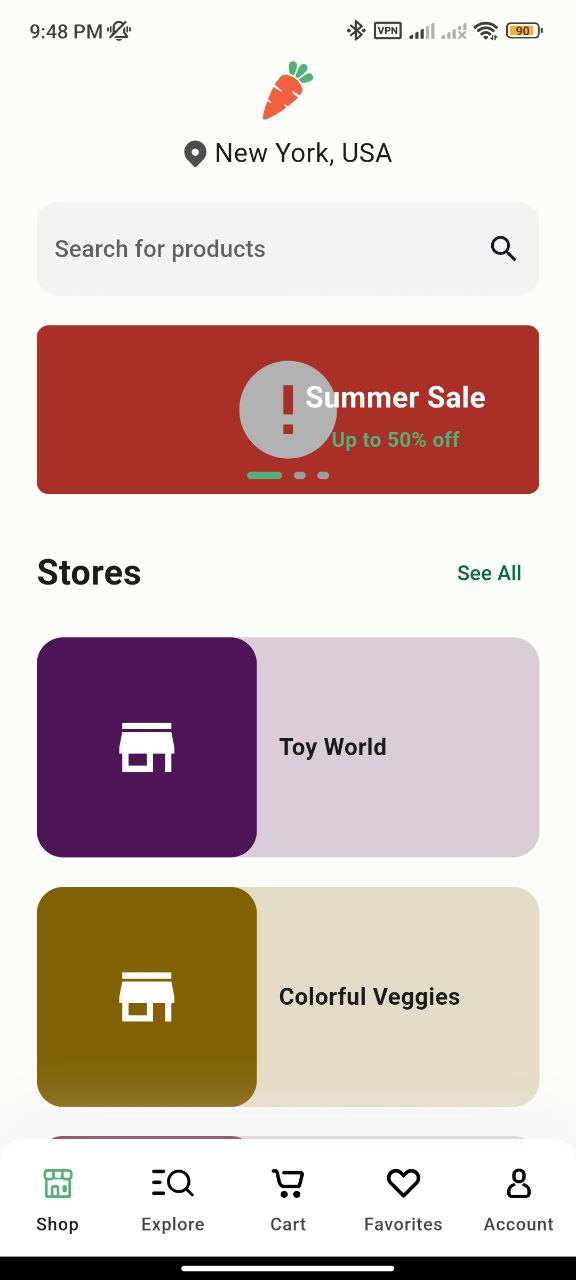 9:48 PM
VPN
90
New York, USA
Search for products
Summer Sale
Up to 50% off
Stores
See All
Toy World
Colorful Veggies
Shop
Explore
Cart
Favorites
Account